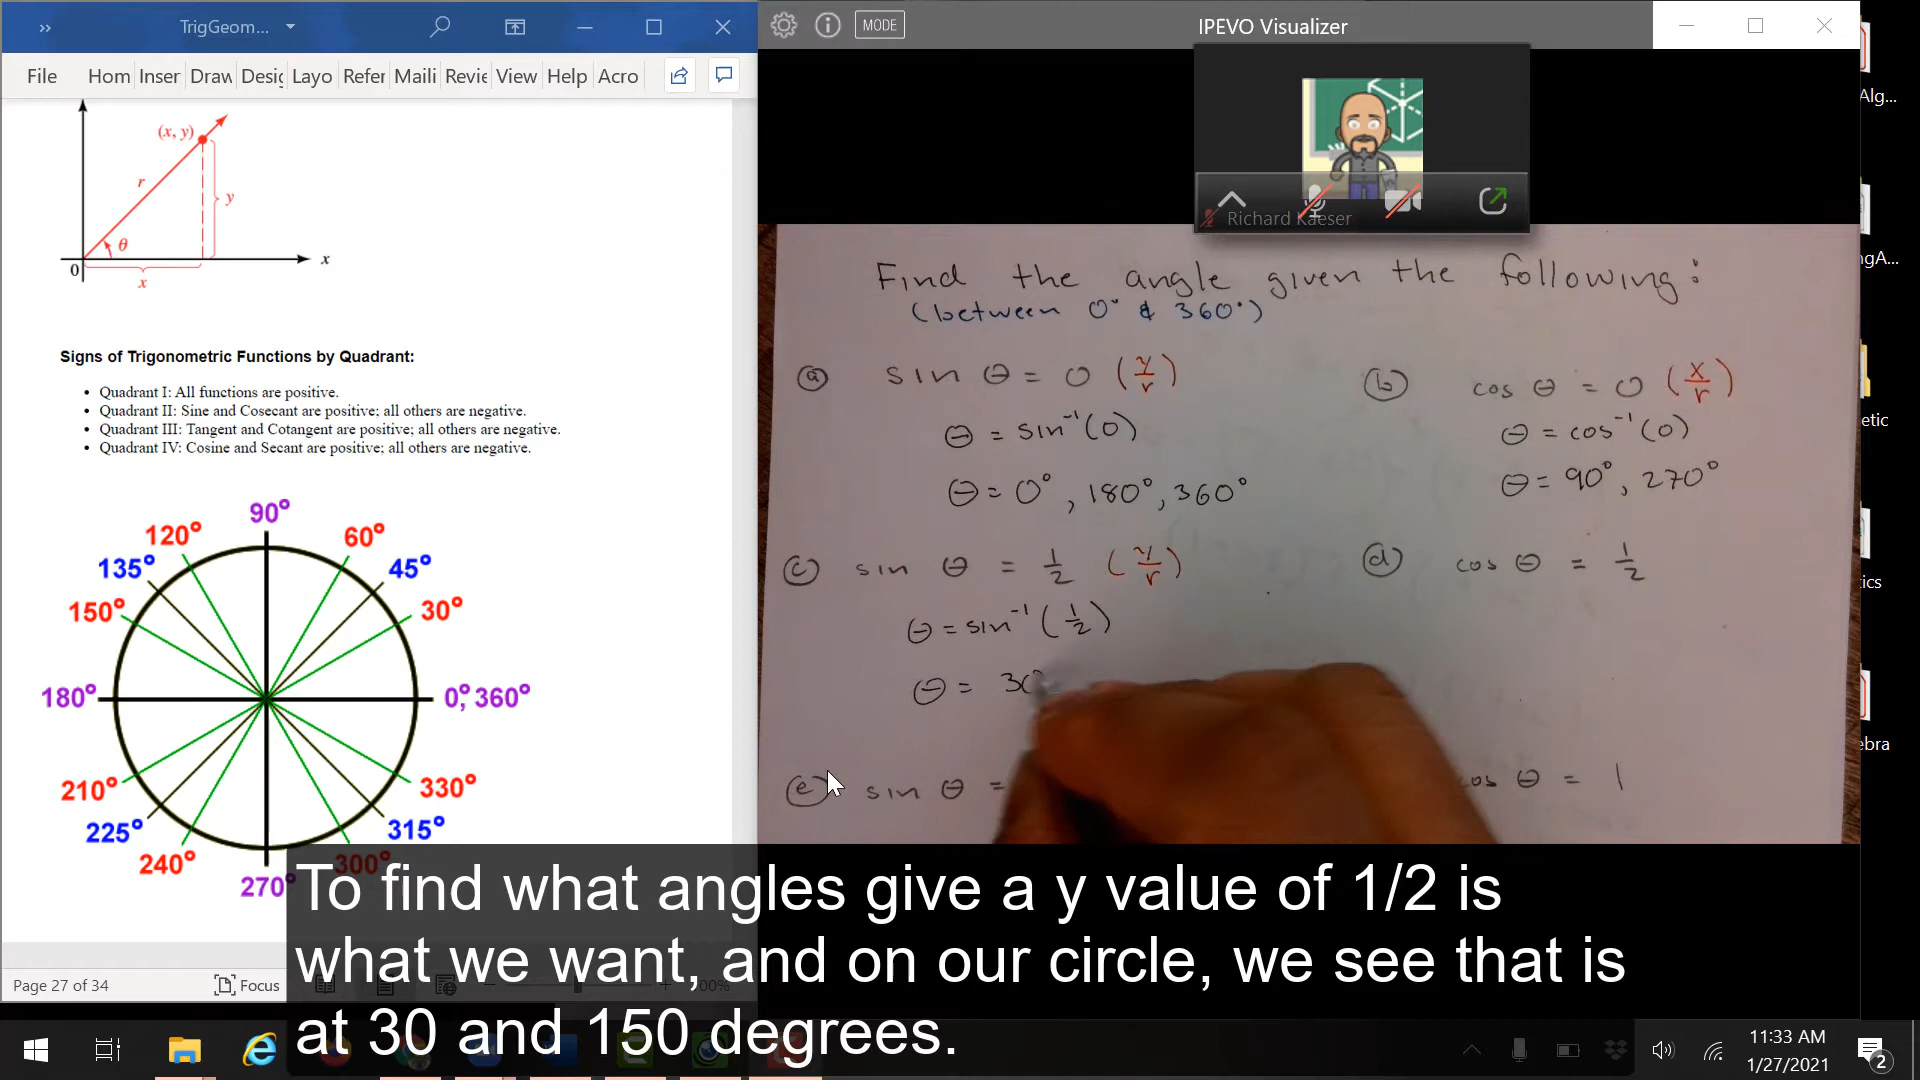 TrigGeom...
IPEVO Visualizer
MODE
File Hom Inser Draw Desig Layo Refer Maili Revie View Help Acro
(x, y)
r
y
θ
0
x
x
Richard Kaeser
Signs of Trigonometric Functions by Quadrant:
• Quadrant I: All functions are positive.
• Quadrant II: Sine and Cosecant are positive; all others are negative.
• Quadrant III: Tangent and Cotangent are positive; all others are negative.
• Quadrant IV: Cosine and Secant are positive; all others are negative.
90°
120° 60°
135° 45°
150° 30°
180° 0°, 360°
210° 330°
225° 315°
240° 300°
270°
Find the angle given the following:
(between 0° & 360°)
(a) sin θ = 0 (y/r)
θ = sin⁻¹(0)
θ = 0°, 180°, 360°
(b) cos θ = 0 (x/r)
θ = cos⁻¹(0)
θ = 90°, 270°
(c) sin θ = 1/2 (y/r)
θ = sin⁻¹(1/2)
θ = 30
(d) cos θ = 1/2
(e) sin θ =
cos θ = 1
To find what angles give a y value of 1/2 is
what we want, and on our circle, we see that is
at 30 and 150 degrees.
Page 27 of 34 Focus
Alg...
ngA...
etic
tics
ebra
11:33 AM
1/27/2021
2